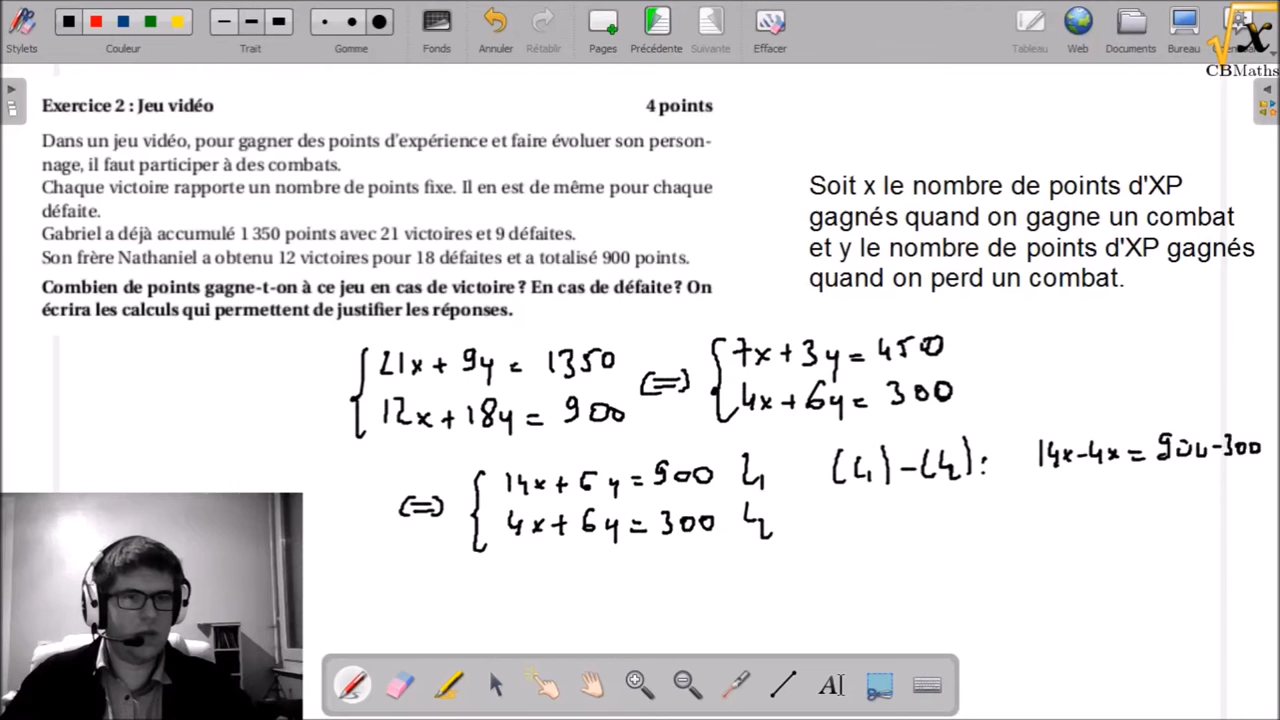 Stylets
Couleur
Trait
Gomme
Fonds
Annuler
Rétablir
Pages
Précédente
Suivante
Effacer
Tableau
Web
Documents
Bureau
√x
CBMaths
Exercice 2 : Jeu vidéo 4 points
Dans un jeu vidéo, pour gagner des points d'expérience et faire évoluer son person-
nage, il faut participer à des combats.
Chaque victoire rapporte un nombre de points fixe. Il en est de même pour chaque
défaite.
Gabriel a déjà accumulé 1 350 points avec 21 victoires et 9 défaites.
Son frère Nathaniel a obtenu 12 victoires pour 18 défaites et a totalisé 900 points.
Combien de points gagne-t-on à ce jeu en cas de victoire ? En cas de défaite ? On
écrira les calculs qui permettent de justifier les réponses.
Soit x le nombre de points d'XP
gagnés quand on gagne un combat
et y le nombre de points d'XP gagnés
quand on perd un combat.
21x + 9y = 1350
12x + 18y = 900
⇔
7x + 3y = 450
4x + 6y = 300
⇔
14x + 6y = 900 L1
4x + 6y = 300 L2
(L1) - (L2) : 14x - 4x = 900 - 300
AI